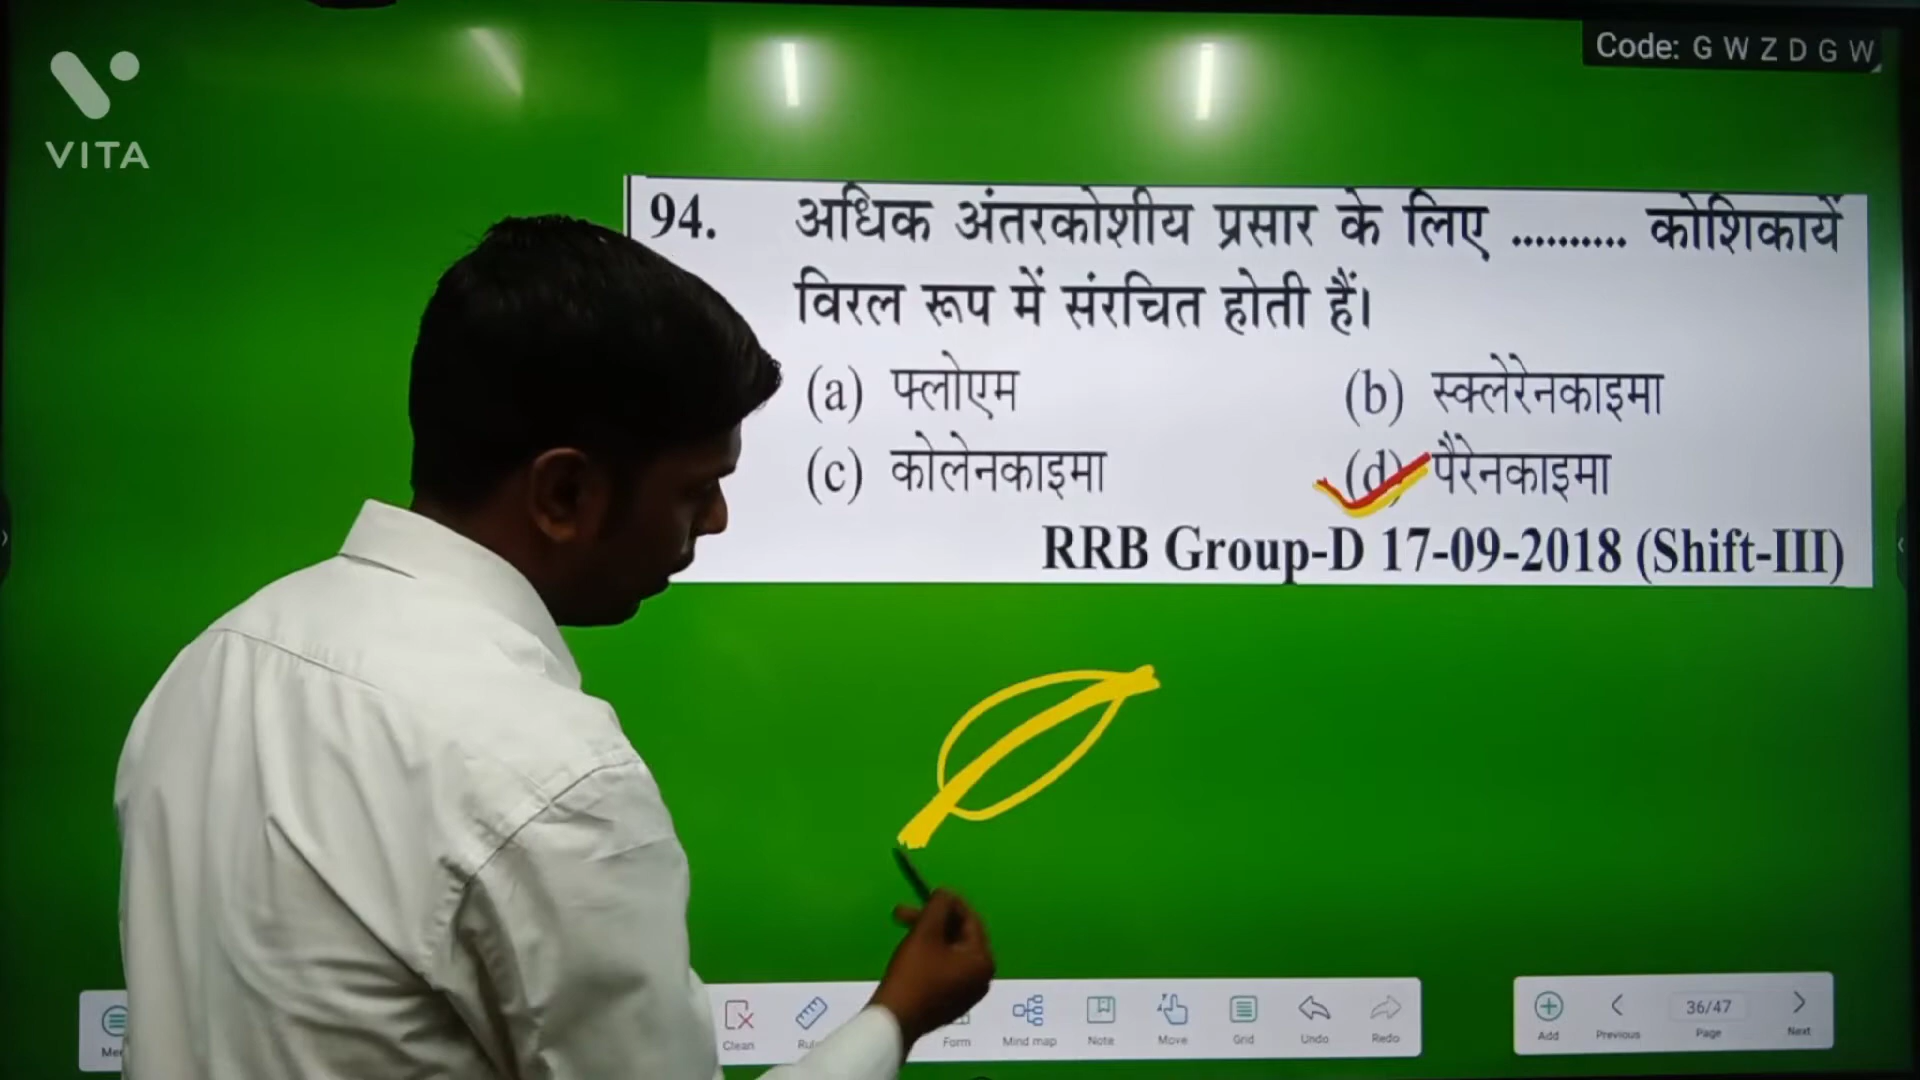 Code: G W Z D G W
VITA
94. अधिक अंतरकोशीय प्रसार के लिए .......... कोशिकायें
विरल रूप में संरचित होती हैं।
(a) फ्लोएम (b) स्क्लेरेनकाइमा
(c) कोलेनकाइमा (d) पैरेनकाइमा
RRB Group-D 17-09-2018 (Shift-III)
Clean Form Mind map Note Move Grid Undo Redo Add Previous 36/47 Page Next